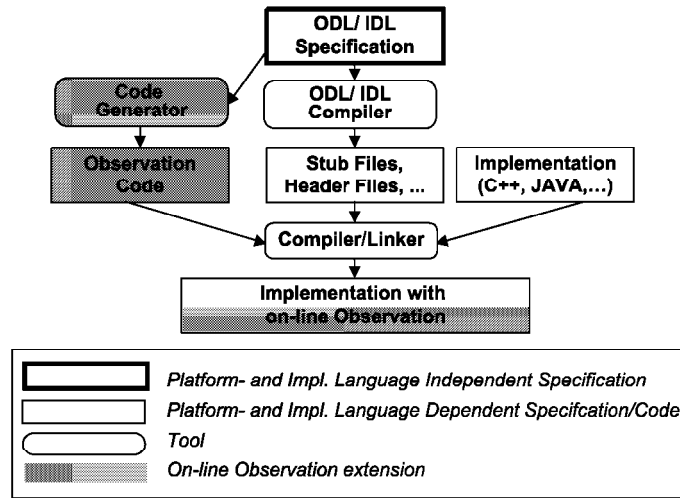 ODL/ IDL
Specification
Code
Generator
ODL/ IDL
Compiler
Observation
Code
Stub Files,
Header Files, ...
Implementation
(C++, JAVA,...)
Compiler/Linker
Implementation with
on-line Observation
Platform- and Impl. Language Independent Specification
Platform- and Impl. Language Dependent Specifcation/Code
Tool
On-line Observation extension